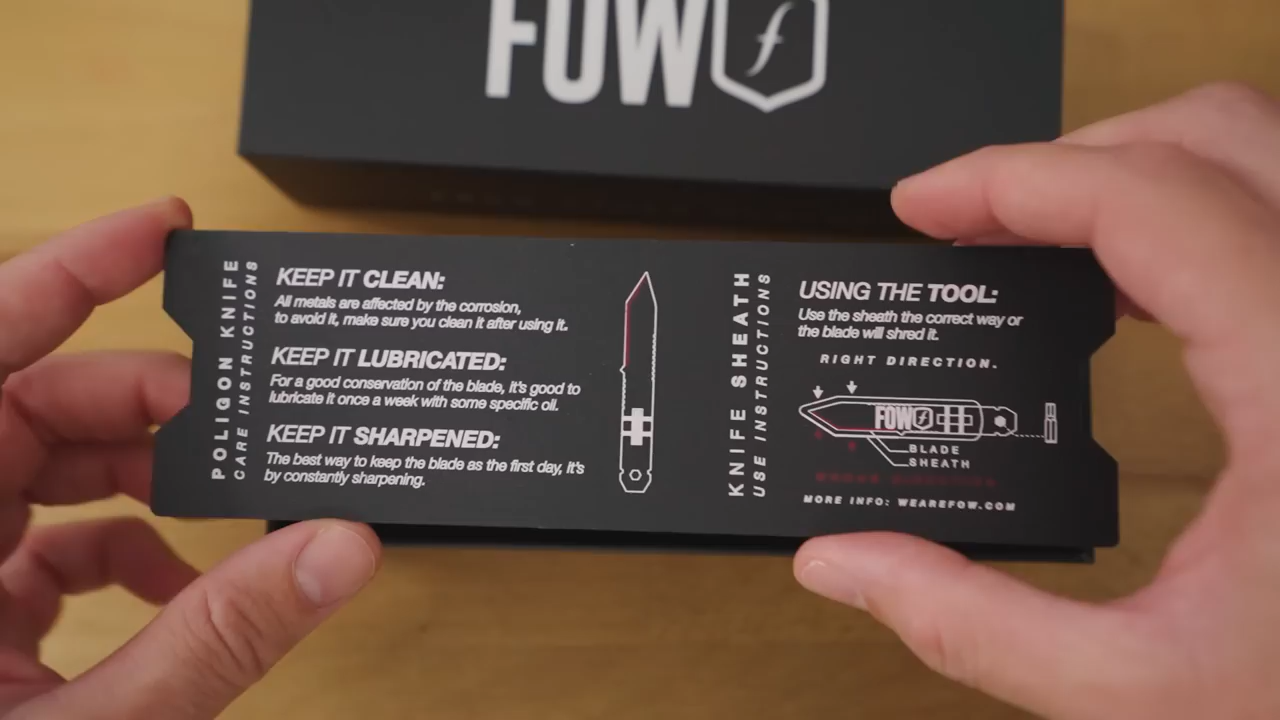 FOW f
POLIGON KNIFE
CARE INSTRUCTIONS
KEEP IT CLEAN:
All metals are affected by the corrosion,
to avoid it, make sure you clean it after using it.
KEEP IT LUBRICATED:
For a good conservation of the blade, it's good to
lubricate it once a week with some specific oil.
KEEP IT SHARPENED:
The best way to keep the blade as the first day, it's
by constantly sharpening.
KNIFE SHEATH
USE INSTRUCTIONS
USING THE TOOL:
Use the sheath the correct way or
the blade will shred it.
RIGHT DIRECTION.
FOW f
BLADE
SHEATH
MORE INFO: WEAREFOW.COM